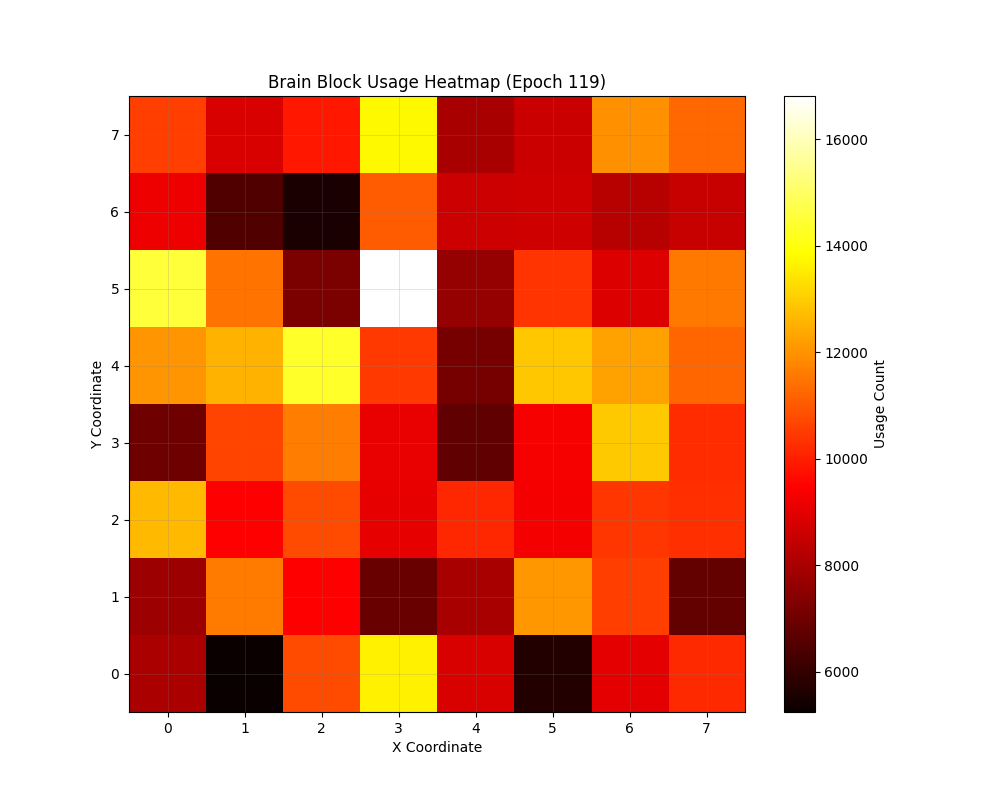 Brain Block Usage Heatmap (Epoch 119)
7
6
5
4
3
2
1
0
Y Coordinate
0 1 2 3 4 5 6 7
X Coordinate
16000
14000
12000
10000
8000
6000
Usage Count